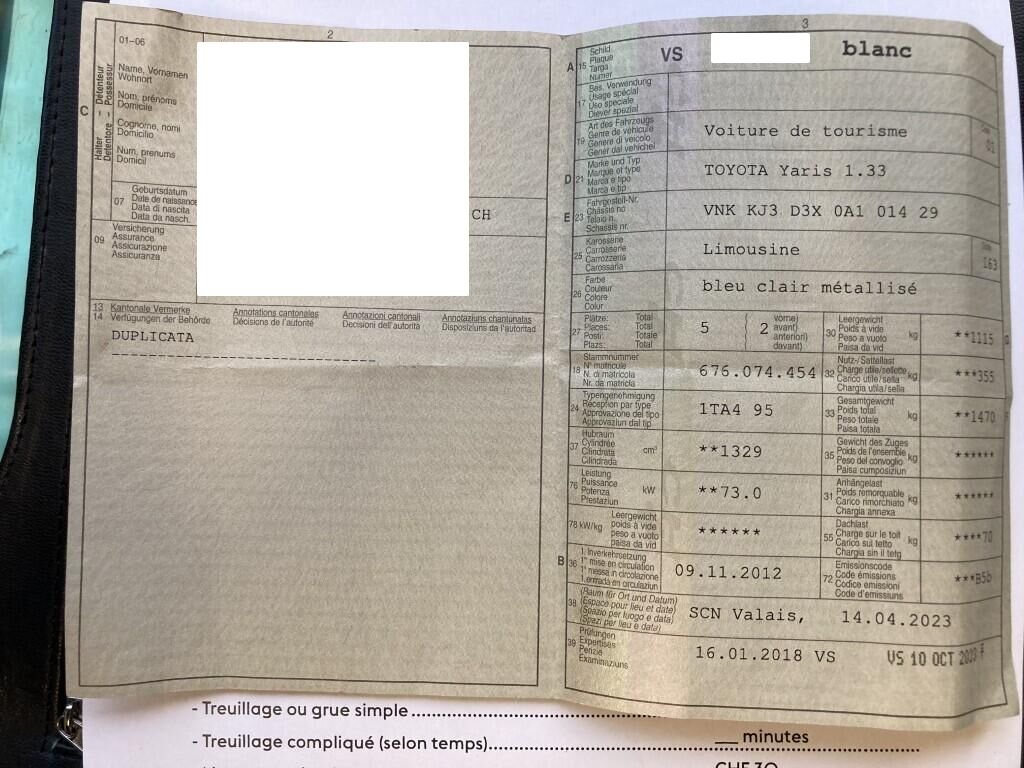 2
01–06
Name, Vornamen
Wohnort
Nom, prénoms
Domicile
Cognome, nomi
Domicilio
Num, prenums
Domicil
C
Halter – Détenteur
Detentore – Possessur
07
Geburtsdatum
Date de naissance
Data di nascita
Data da nasch.
CH
09
Versicherung
Assurance
Assicurazione
Assicuranza
13 Kantonale Vermerke Annotations cantonales Annotazioni cantonali Annotaziuns chantunalas
14 Verfügungen der Behörde Décisions de l'autorité Decisioni dell'autorità Disposiziuns da l'autoritad
DUPLICATA
3
A 15
Schild
Plaque
Targa
Numer
VS blanc
17
Bes. Verwendung
Usage spécial
Uso speciale
Diever spezial
19
Art des Fahrzeugs
Genre de véhicule
Genere di veicolo
Gener dal vehichel
Voiture de tourisme
01
D 21
Marke und Typ
Marque et type
Marca e tipo
Marca e tip
TOYOTA Yaris 1.33
E 23
Fahrgestell-Nr.
Châssis no
Telaio n.
Schassis nr.
VNK KJ3 D3X 0A1 014 29
25
Karosserie
Carrosserie
Carrozzeria
Carossaria
Limousine
163
26
Farbe
Couleur
Colore
Colur
bleu clair métallisé
27
Plätze: Total
Places: Total
Posti: Totale
Plazs: Total
5
2
vorne)
avant)
anteriori)
davant)
30
Leergewicht
Poids à vide
Peso a vuoto
Paisa da vid
kg
**1115
18
Stammnummer
N° matricule
N. di matricola
Nr. da matricla
676.074.454
32
Nutz-/Sattellast
Charge utile/sellette
Carico utile/sella
Chargia utila/sella
kg
***355
24
Typengenehmigung
Réception par type
Approvazione del tipo
Approvaziun dal tip
1TA4 95
33
Gesamtgewicht
Poids total
Peso totale
Paisa totala
kg
**1470
37
Hubraum
Cylindrée
Cilindrata
Cilindrada
cm³
**1329
35
Gewicht des Zuges
Poids de l'ensemble
Peso del convoglio
Paisa cumposiziun
kg
******
76
Leistung
Puissance
Potenza
Prestaziun
kW
**73.0
31
Anhängelast
Poids remorquable
Carico rimorchiato
Chargia annexa
kg
******
78 kW/kg
Leergewicht
poids à vide
peso a vuoto
paisa da vid
******
55
Dachlast
Charge sur le toit
Carico sul tetto
Chargia sin il tetg
kg
****70
B 36
1. Inverkehrsetzung
1re mise en circulation
1a messa in circolazione
1. entrada en circulaziun
09.11.2012
72
Emissionscode
Code émissions
Codice emissioni
Code d'emissiuns
***B5b
38
(Raum für Ort und Datum)
(Espace pour lieu et date)
(Spazio per luogo e data)
(Spazi per lieu e data)
SCN Valais, 14.04.2023
39
Prüfungen
Expertises
Perizie
Examinaziuns
16.01.2018 VS
VS 10 OCT
- Treuillage ou grue simple
- Treuillage compliqué (selon temps) __ minutes